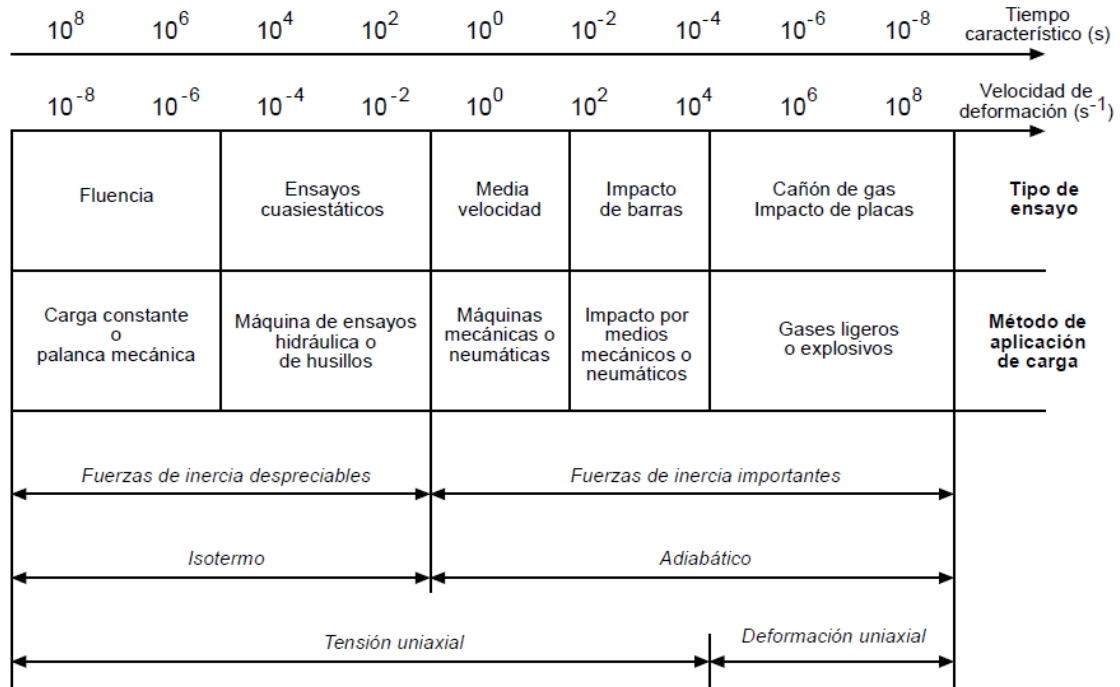 10^8 10^6 10^4 10^2 10^0 10^-2 10^-4 10^-6 10^-8 Tiempo
característico (s)
10^-8 10^-6 10^-4 10^-2 10^0 10^2 10^4 10^6 10^8 Velocidad de
deformación (s^-1)
Fluencia
Ensayos
cuasiestáticos
Media
velocidad
Impacto
de barras
Cañón de gas
Impacto de placas
Tipo de
ensayo
Carga constante
o
palanca mecánica
Máquina de ensayos
hidráulica o
de husillos
Máquinas
mecánicas o
neumáticas
Impacto por
medios
mecánicos o
neumáticos
Gases ligeros
o explosivos
Método de
aplicación
de carga
Fuerzas de inercia despreciables
Fuerzas de inercia importantes
Isotermo
Adiabático
Tensión uniaxial
Deformación uniaxial